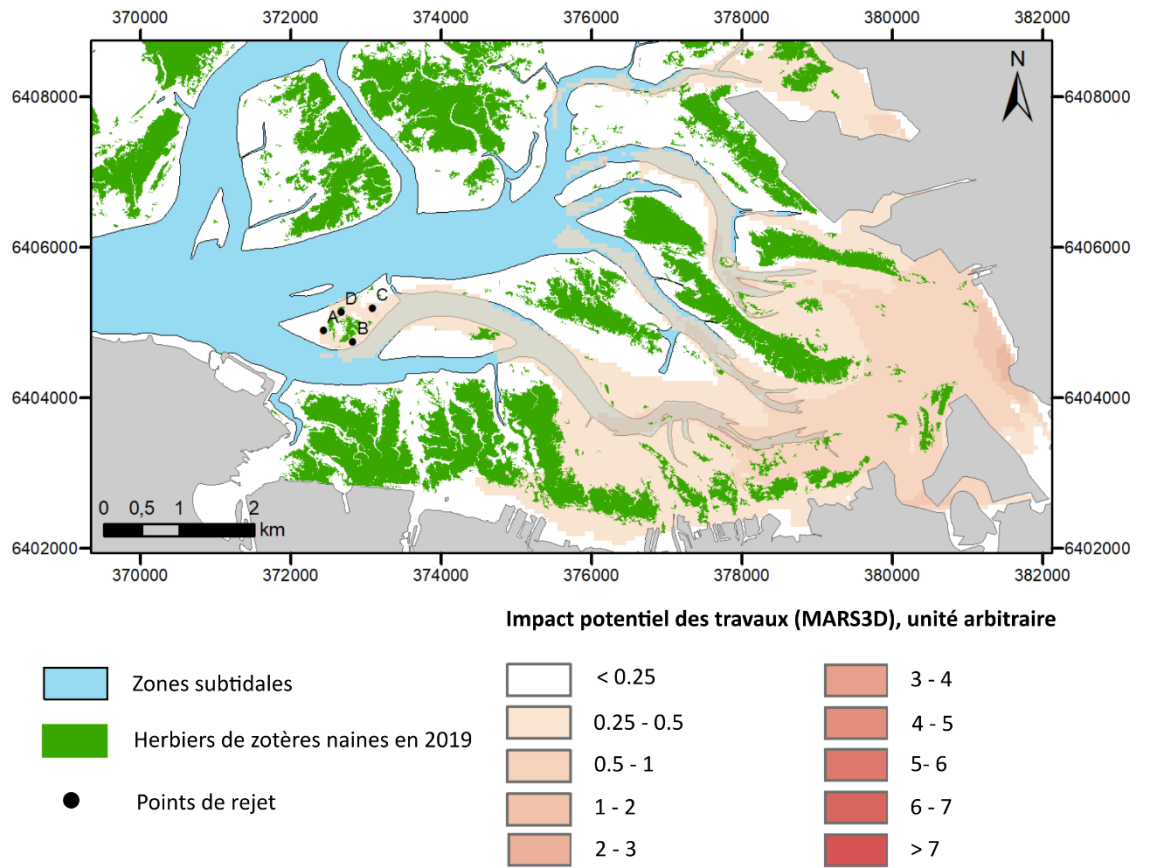 370000 372000 374000 376000 378000 380000 382000
6408000 6408000
N
6406000 6406000
D C
A B
6404000 6404000
0 0,5 1 2
km
6402000 6402000
370000 372000 374000 376000 378000 380000 382000
Impact potentiel des travaux (MARS3D), unité arbitraire
Zones subtidales
Herbiers de zotères naines en 2019
Points de rejet
< 0.25
0.25 - 0.5
0.5 - 1
1 - 2
2 - 3
3 - 4
4 - 5
5- 6
6 - 7
> 7